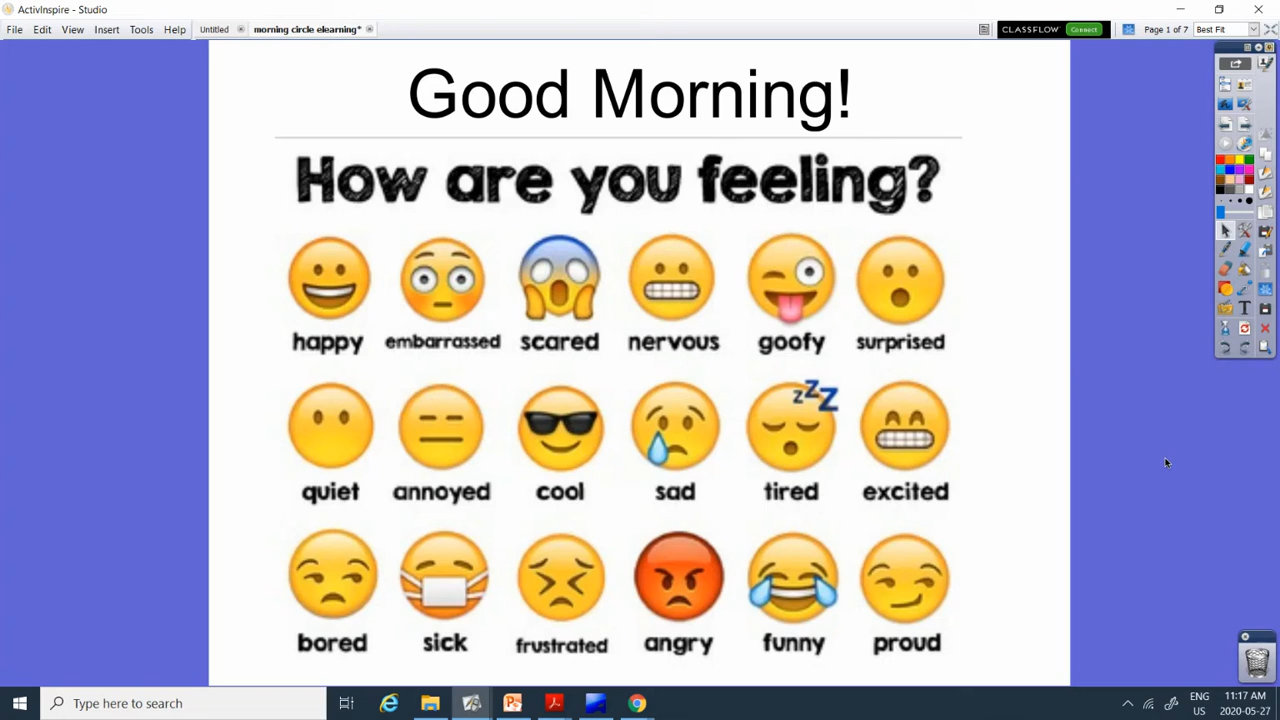 ActivInspire - Studio
File Edit View Insert Tools Help Untitled morning circle elearning* CLASSFLOW Connect Page 1 of 7 Best Fit
Good Morning!
How are you feeling?
happy embarrassed scared nervous goofy surprised
zzZ
quiet annoyed cool sad tired excited
bored sick frustrated angry funny proud
Type here to search
ENG 11:17 AM
US 2020-05-27